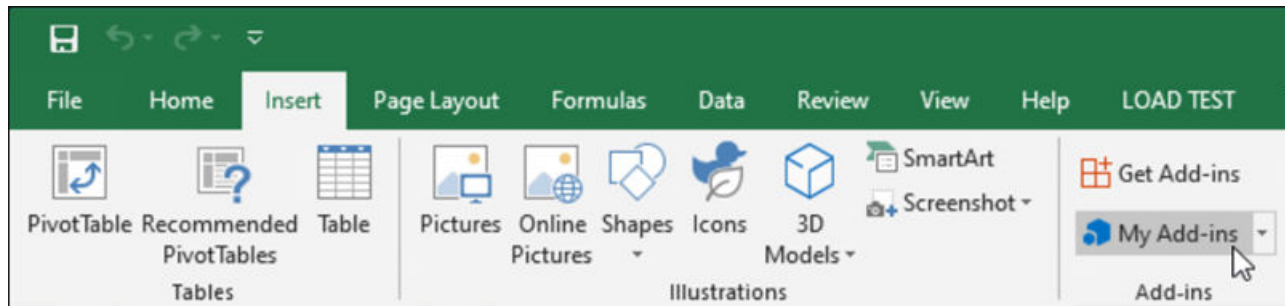 File Home Insert Page Layout Formulas Data Review View Help LOAD TEST
PivotTable
Recommended
PivotTables
Table
Tables
Pictures
Online
Pictures
Shapes
Icons
3D
Models
SmartArt
Screenshot
Illustrations
Get Add-ins
My Add-ins
Add-ins